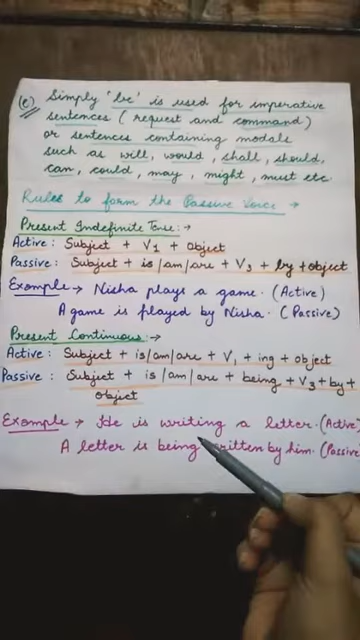 (c) Simply 'be' is used for imperative
sentences (request and command)
or sentences containing modals
such as will, would, shall, should,
can, could, may, might, must etc.
Rules to form the Passive Voice →
Present Indefinite Tense :→
Active: Subject + V1 + object
Passive: Subject + is/am/are + V3 + by + object
Example → Nisha plays a game. (Active)
A game is played by Nisha. (Passive)
Present Continuous :→
Active: Subject + is/am/are + V1 + ing + object
Passive: Subject + is/am/are + being + V3 + by +
object
Example → He is writing a letter. (Active)
A letter is being written by him. (Passive